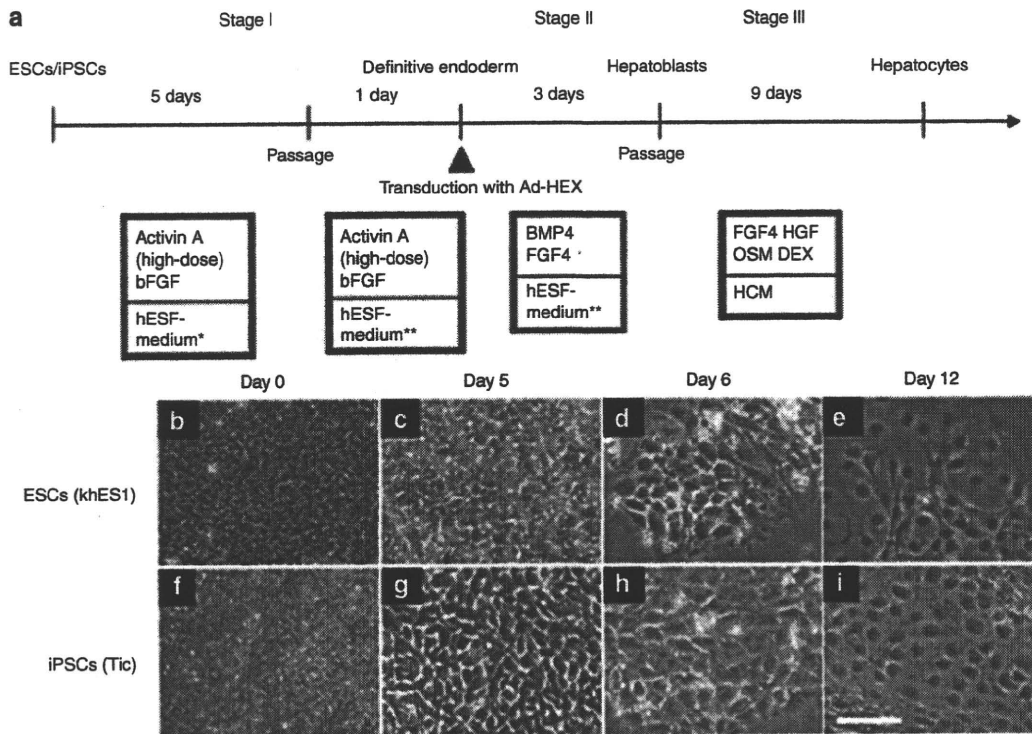 a
Stage I Stage II Stage III
ESCs/iPSCs Definitive endoderm Hepatoblasts Hepatocytes
5 days 1 day 3 days 9 days
Passage Passage
Transduction with Ad-HEX
Activin A
(high-dose)
bFGF
hESF-
medium*
Activin A
(high-dose)
bFGF
hESF-
medium**
BMP4
FGF4
hESF-
medium**
FGF4 HGF
OSM DEX
HCM
Day 0 Day 5 Day 6 Day 12
b c d e
ESCs (khES1)
f g h i
iPSCs (Tic)